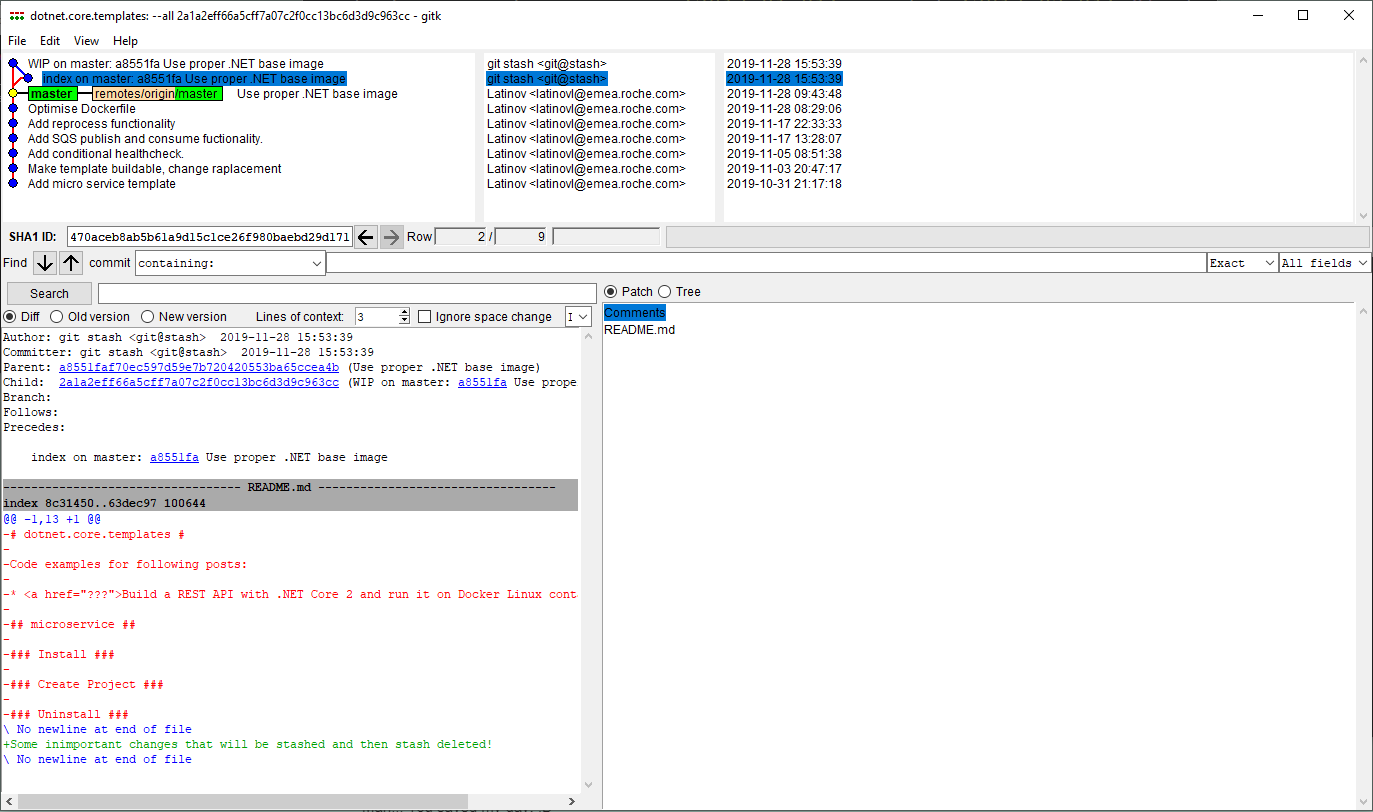 dotnet.core.templates: --all 2a1a2eff66a5cff7a07c2f0cc13bc6d3d9c963cc - gitk
File Edit View Help
WIP on master: a8551fa Use proper .NET base image git stash <git@stash> 2019-11-28 15:53:39
index on master: a8551fa Use proper .NET base image git stash <git@stash> 2019-11-28 15:53:39
master remotes/origin/master Use proper .NET base image Latinov <latinovl@emea.roche.com> 2019-11-28 09:43:48
Optimise Dockerfile Latinov <latinovl@emea.roche.com> 2019-11-28 08:29:06
Add reprocess functionality Latinov <latinovl@emea.roche.com> 2019-11-17 22:33:33
Add SQS publish and consume fuctionality. Latinov <latinovl@emea.roche.com> 2019-11-17 13:28:07
Add conditional healthcheck. Latinov <latinovl@emea.roche.com> 2019-11-05 08:51:38
Make template buildable, change raplacement Latinov <latinovl@emea.roche.com> 2019-11-03 20:47:17
Add micro service template Latinov <latinovl@emea.roche.com> 2019-10-31 21:17:18
SHA1 ID: 470aceb8ab5b61a9d15c1ce26f980baebd29d171 Row 2 / 9
Find commit containing: Exact All fields
Search
Patch Tree
Diff Old version New version Lines of context: 3 Ignore space change I
Comments
README.md
Author: git stash <git@stash> 2019-11-28 15:53:39
Committer: git stash <git@stash> 2019-11-28 15:53:39
Parent: a8551faf70ec597d59e7b720420553ba65ccea4b (Use proper .NET base image)
Child: 2a1a2eff66a5cff7a07c2f0cc13bc6d3d9c963cc (WIP on master: a8551fa Use prope
Branch:
Follows:
Precedes:
index on master: a8551fa Use proper .NET base image
---------------------------------- README.md ----------------------------------
index 8c31450..63dec97 100644
@@ -1,13 +1 @@
-# dotnet.core.templates #
-
-Code examples for following posts:
-
-* <a href="???">Build a REST API with .NET Core 2 and run it on Docker Linux cont
-
-## microservice ##
-
-### Install ###
-
-### Create Project ###
-
-### Uninstall ###
\ No newline at end of file
+Some inimportant changes that will be stashed and then stash deleted!
\ No newline at end of file